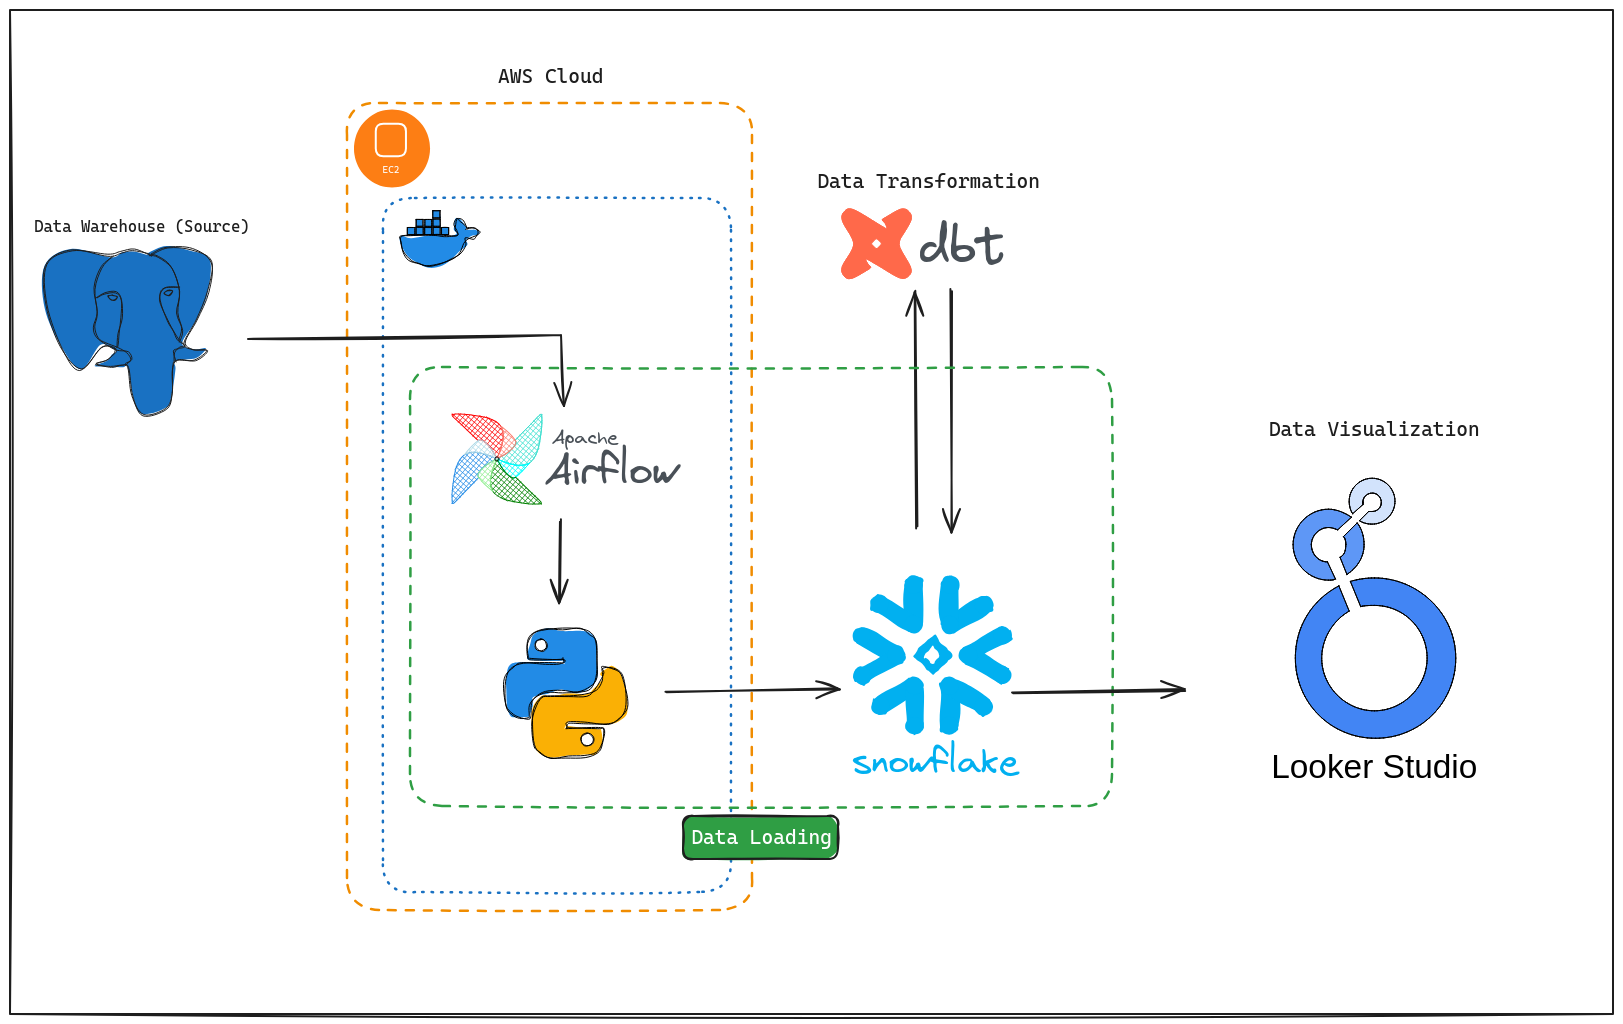 AWS Cloud
EC2
Data Warehouse (Source)
Data Transformation
dbt
Apache
Airflow
Data Visualization
snowflake
Looker Studio
Data Loading